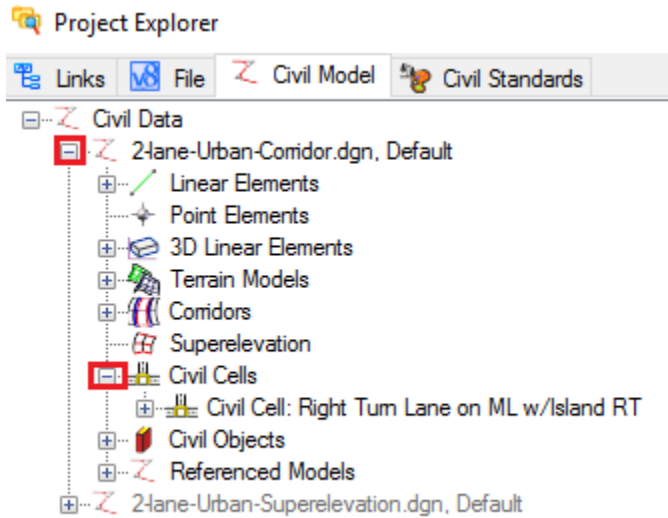 Project Explorer
Links v8 File Civil Model Civil Standards
Civil Data
2-lane-Urban-Corridor.dgn, Default
Linear Elements
Point Elements
3D Linear Elements
Terrain Models
Corridors
Superelevation
Civil Cells
Civil Cell: Right Turn Lane on ML w/Island RT
Civil Objects
Referenced Models
2-lane-Urban-Superelevation.dgn, Default